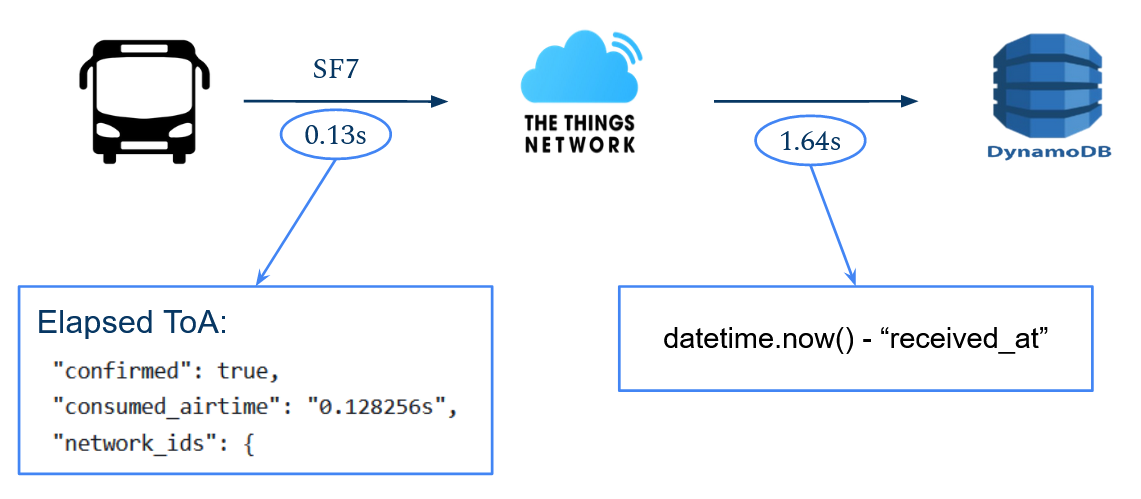 SF7
0.13s
THE THINGS
NETWORK
1.64s
DynamoDB
Elapsed ToA:
"confirmed": true,
"consumed_airtime": "0.128256s",
"network_ids": {
datetime.now() - “received_at”